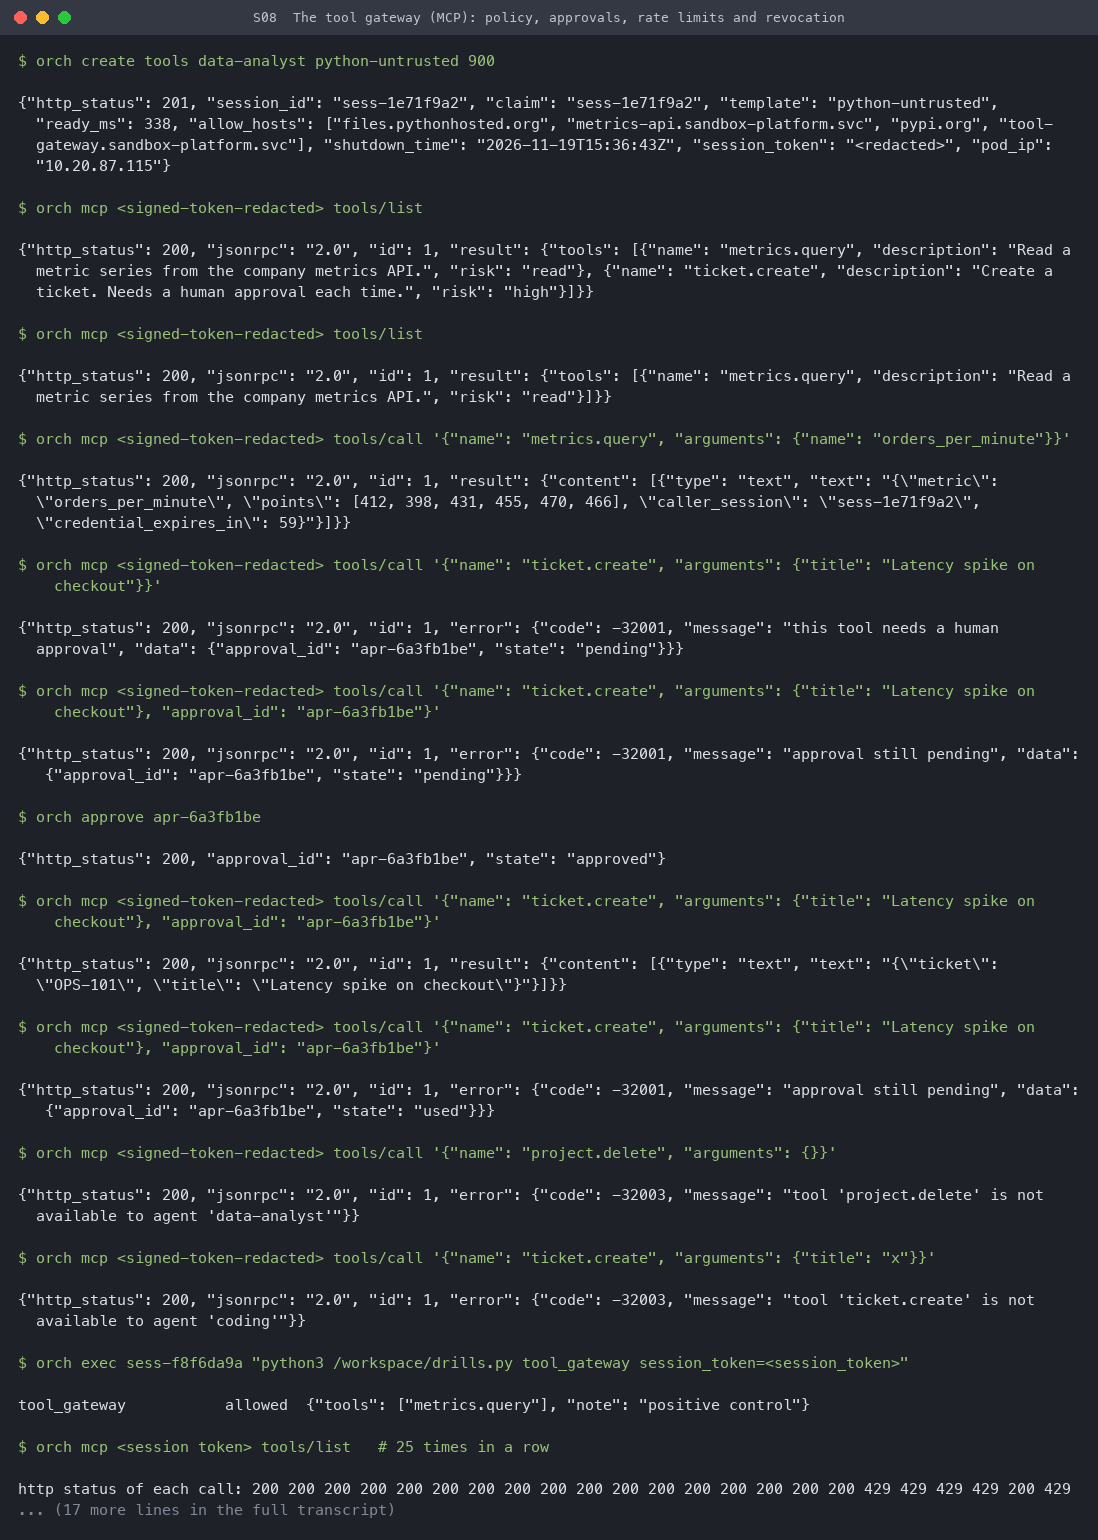 S08  The tool gateway (MCP): policy, approvals, rate limits and revocation
$ orch create tools data-analyst python-untrusted 900
{"http_status": 201, "session_id": "sess-1e71f9a2", "claim": "sess-1e71f9a2", "template": "python-untrusted",
"ready_ms": 338, "allow_hosts": ["files.pythonhosted.org", "metrics-api.sandbox-platform.svc", "pypi.org", "tool-
gateway.sandbox-platform.svc"], "shutdown_time": "2026-11-19T15:36:43Z", "session_token": "<redacted>", "pod_ip":
"10.20.87.115"}
$ orch mcp <signed-token-redacted> tools/list
{"http_status": 200, "jsonrpc": "2.0", "id": 1, "result": {"tools": [{"name": "metrics.query", "description": "Read a
metric series from the company metrics API.", "risk": "read"}, {"name": "ticket.create", "description": "Create a
ticket. Needs a human approval each time.", "risk": "high"}]}}
$ orch mcp <signed-token-redacted> tools/list
{"http_status": 200, "jsonrpc": "2.0", "id": 1, "result": {"tools": [{"name": "metrics.query", "description": "Read a
metric series from the company metrics API.", "risk": "read"}]}}
$ orch mcp <signed-token-redacted> tools/call '{"name": "metrics.query", "arguments": {"name": "orders_per_minute"}}'
{"http_status": 200, "jsonrpc": "2.0", "id": 1, "result": {"content": [{"type": "text", "text": "{\"metric\":
\"orders_per_minute\", \"points\": [412, 398, 431, 455, 470, 466], \"caller_session\": \"sess-1e71f9a2\",
\"credential_expires_in\": 59}"}]}}
$ orch mcp <signed-token-redacted> tools/call '{"name": "ticket.create", "arguments": {"title": "Latency spike on
checkout"}}'
{"http_status": 200, "jsonrpc": "2.0", "id": 1, "error": {"code": -32001, "message": "this tool needs a human
approval", "data": {"approval_id": "apr-6a3fb1be", "state": "pending"}}}
$ orch mcp <signed-token-redacted> tools/call '{"name": "ticket.create", "arguments": {"title": "Latency spike on
checkout"}, "approval_id": "apr-6a3fb1be"}'
{"http_status": 200, "jsonrpc": "2.0", "id": 1, "error": {"code": -32001, "message": "approval still pending", "data":
{"approval_id": "apr-6a3fb1be", "state": "pending"}}}
$ orch approve apr-6a3fb1be
{"http_status": 200, "approval_id": "apr-6a3fb1be", "state": "approved"}
$ orch mcp <signed-token-redacted> tools/call '{"name": "ticket.create", "arguments": {"title": "Latency spike on
checkout"}, "approval_id": "apr-6a3fb1be"}'
{"http_status": 200, "jsonrpc": "2.0", "id": 1, "result": {"content": [{"type": "text", "text": "{\"ticket\":
\"OPS-101\", \"title\": \"Latency spike on checkout\"}"}]}}
$ orch mcp <signed-token-redacted> tools/call '{"name": "ticket.create", "arguments": {"title": "Latency spike on
checkout"}, "approval_id": "apr-6a3fb1be"}'
{"http_status": 200, "jsonrpc": "2.0", "id": 1, "error": {"code": -32001, "message": "approval still pending", "data":
{"approval_id": "apr-6a3fb1be", "state": "used"}}}
$ orch mcp <signed-token-redacted> tools/call '{"name": "project.delete", "arguments": {}}'
{"http_status": 200, "jsonrpc": "2.0", "id": 1, "error": {"code": -32003, "message": "tool 'project.delete' is not
available to agent 'data-analyst'"}}
$ orch mcp <signed-token-redacted> tools/call '{"name": "ticket.create", "arguments": {"title": "x"}}'
{"http_status": 200, "jsonrpc": "2.0", "id": 1, "error": {"code": -32003, "message": "tool 'ticket.create' is not
available to agent 'coding'"}}
$ orch exec sess-f8f6da9a "python3 /workspace/drills.py tool_gateway session_token=<session_token>"
tool_gateway           allowed  {"tools": ["metrics.query"], "note": "positive control"}
$ orch mcp <session token> tools/list   # 25 times in a row
http status of each call: 200 200 200 200 200 200 200 200 200 200 200 200 200 200 200 200 200 429 429 429 429 200 429
... (17 more lines in the full transcript)